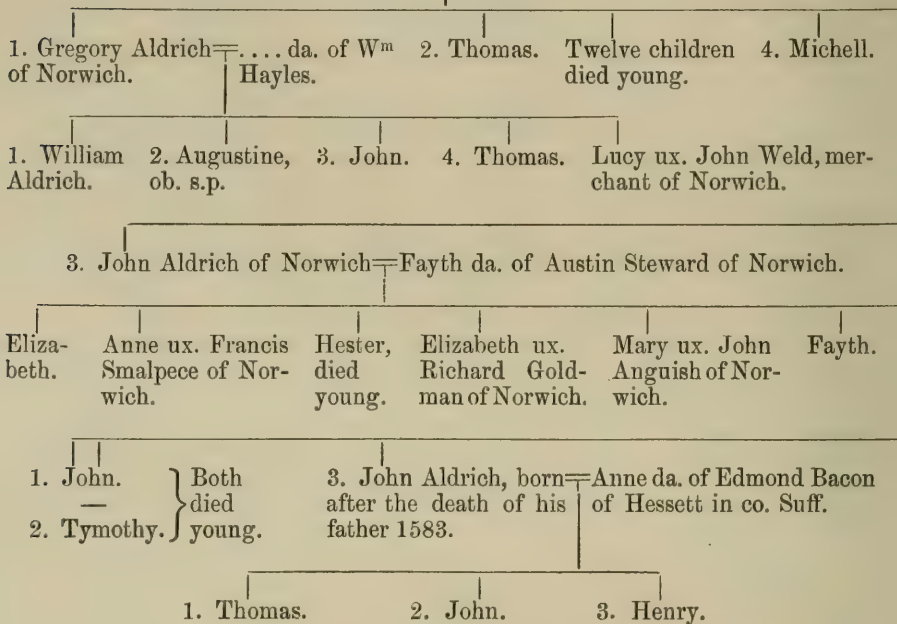 1. Gregory Aldrich=.... da. of Wᵐ 2. Thomas. Twelve children 4. Michell.
of Norwich. Hayles. died young.
1. William 2. Augustine, 3. John. 4. Thomas. Lucy ux. John Weld, mer-
Aldrich. ob. s.p. chant of Norwich.
3. John Aldrich of Norwich=Fayth da. of Austin Steward of Norwich.
Eliza- Anne ux. Francis Hester, Elizabeth ux. Mary ux. John Fayth.
beth. Smalpece of Nor- died Richard Gold- Anguish of Nor-
wich. young. man of Norwich. wich.
1. John. } Both 3. John Aldrich, born=Anne da. of Edmond Bacon
— died after the death of his of Hessett in co. Suff.
2. Tymothy. young. father 1583.
1. Thomas. 2. John. 3. Henry.